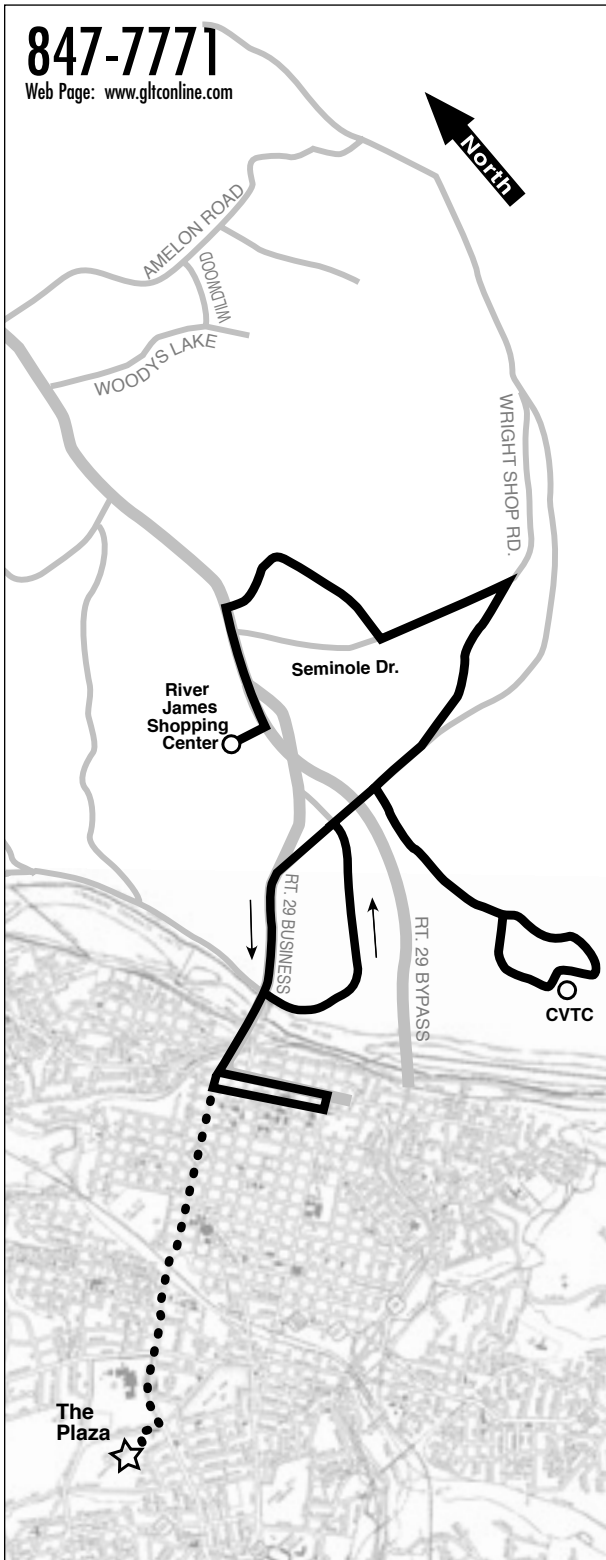 847-7771
Web Page: www.gltconline.com
North
AMELON ROAD
WILDWOOD
WOODYS LAKE
WRIGHT SHOP RD.
Seminole Dr.
River
James
Shopping
Center
RT. 29 BUSINESS
RT. 29 BYPASS
CVTC
The
Plaza